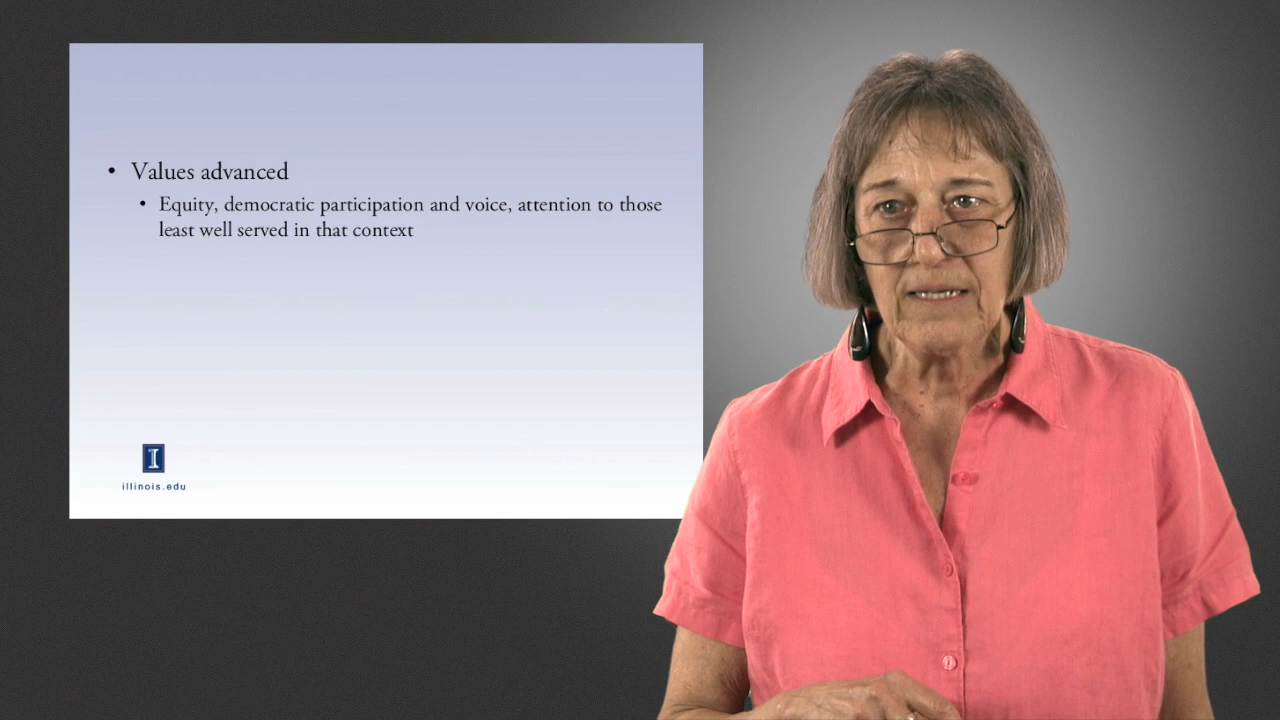 • Values advanced
• Equity, democratic participation and voice, attention to those
least well served in that context
I
illinois.edu